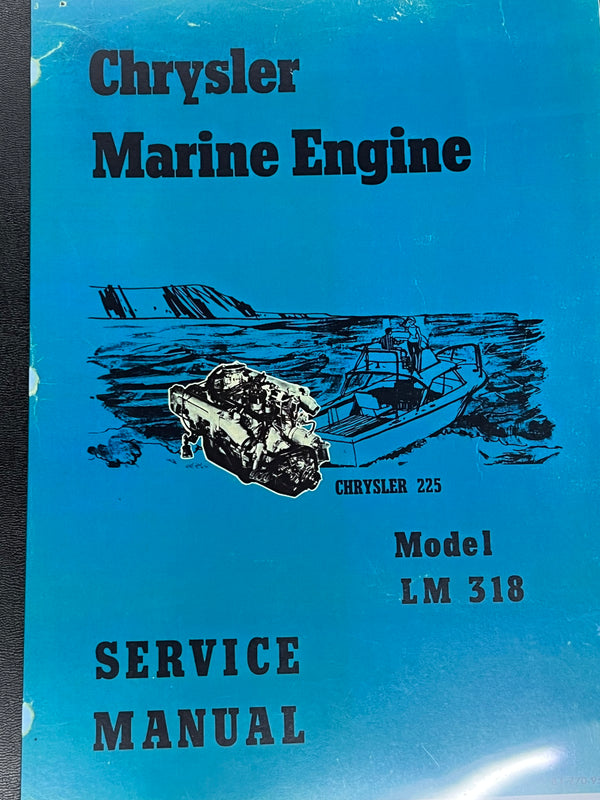 Chrysler
Marine Engine
CHRYSLER 225
Model
LM 318
SERVICE
MANUAL